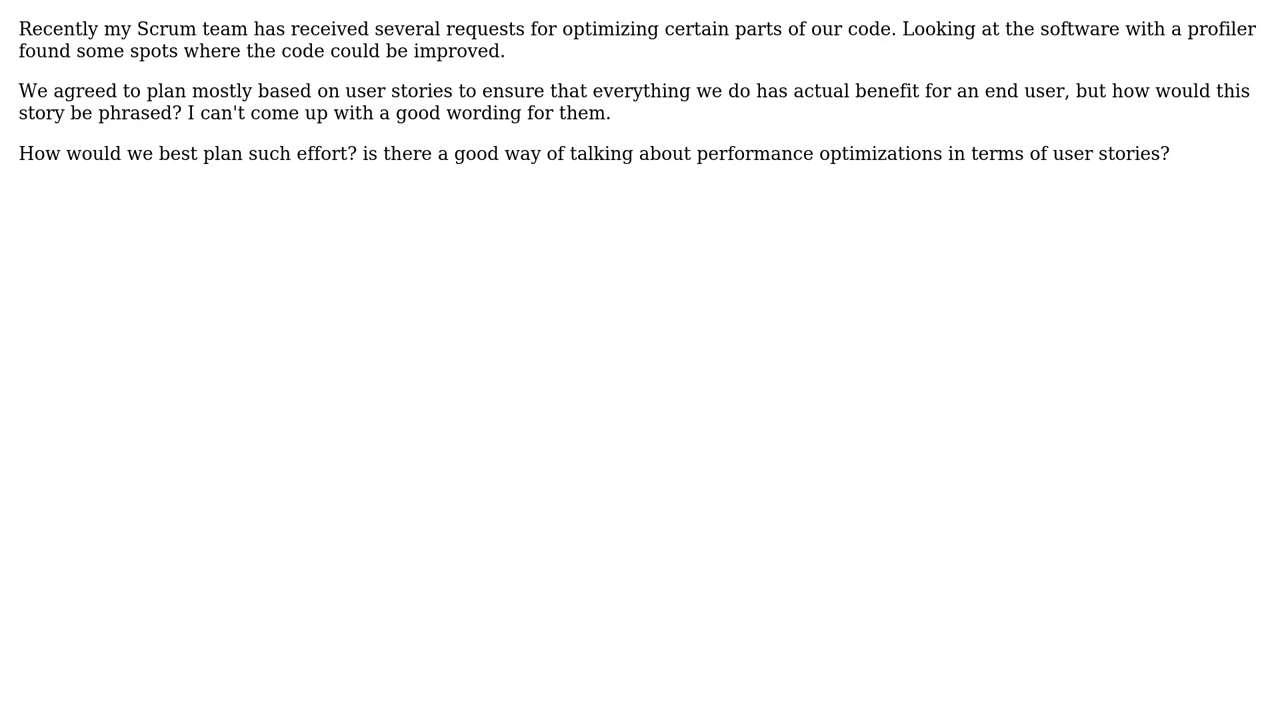 Recently my Scrum team has received several requests for optimizing certain parts of our code. Looking at the software with a profiler
found some spots where the code could be improved.
We agreed to plan mostly based on user stories to ensure that everything we do has actual benefit for an end user, but how would this
story be phrased? I can't come up with a good wording for them.
How would we best plan such effort? is there a good way of talking about performance optimizations in terms of user stories?